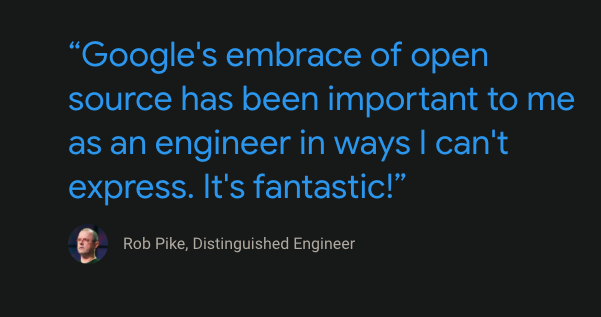 “Google's embrace of open
source has been important to me
as an engineer in ways I can't
express. It's fantastic!”
Rob Pike, Distinguished Engineer